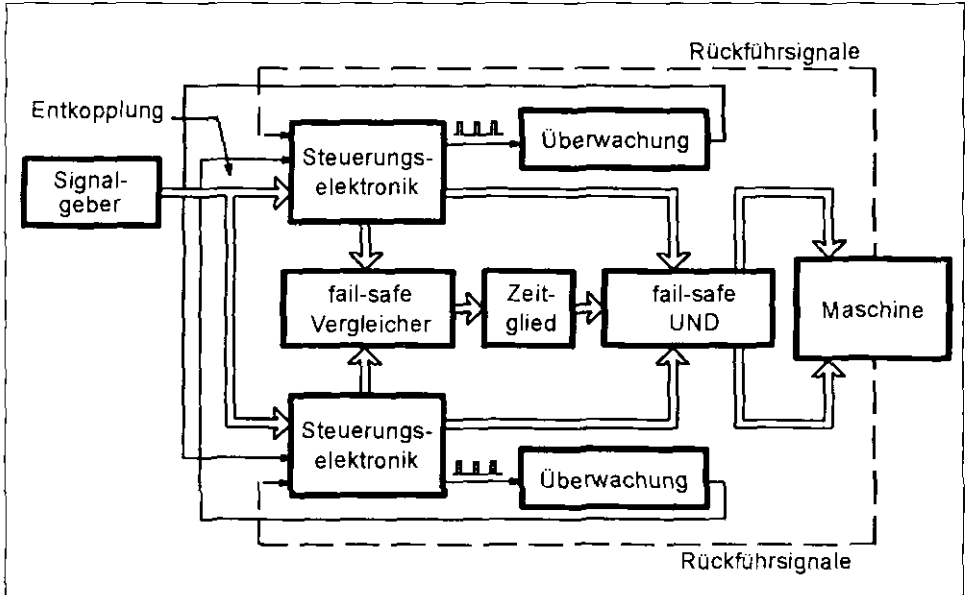 Rückführsignale
Entkopplung
Signal-
geber
Steuerungs-
elektronik
Überwachung
fail-safe
Vergleicher
Zeit-
glied
fail-safe
UND
Maschine
Steuerungs-
elektronik
Überwachung
Rückführsignale